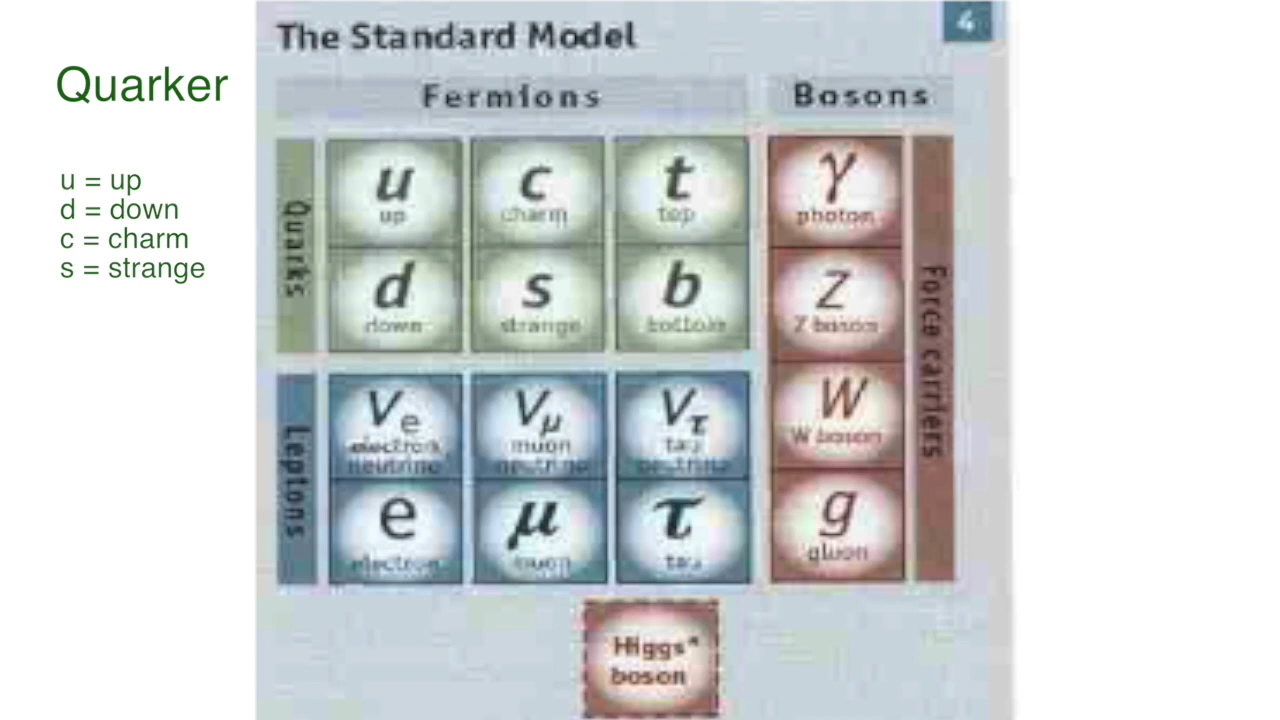 Quarker
u = up
d = down
c = charm
s = strange
The Standard Model
4
Fermions
Bosons
Quarks
u
up
c
charm
t
top
γ
photon
Force carriers
d
down
s
strange
b
bottom
Z
Z boson
Leptons
Ve
electron
neutrino
Vμ
muon
neutrino
Vτ
tau
neutrino
W
W boson
e
electron
μ
muon
τ
tau
g
gluon
Higgs*
boson